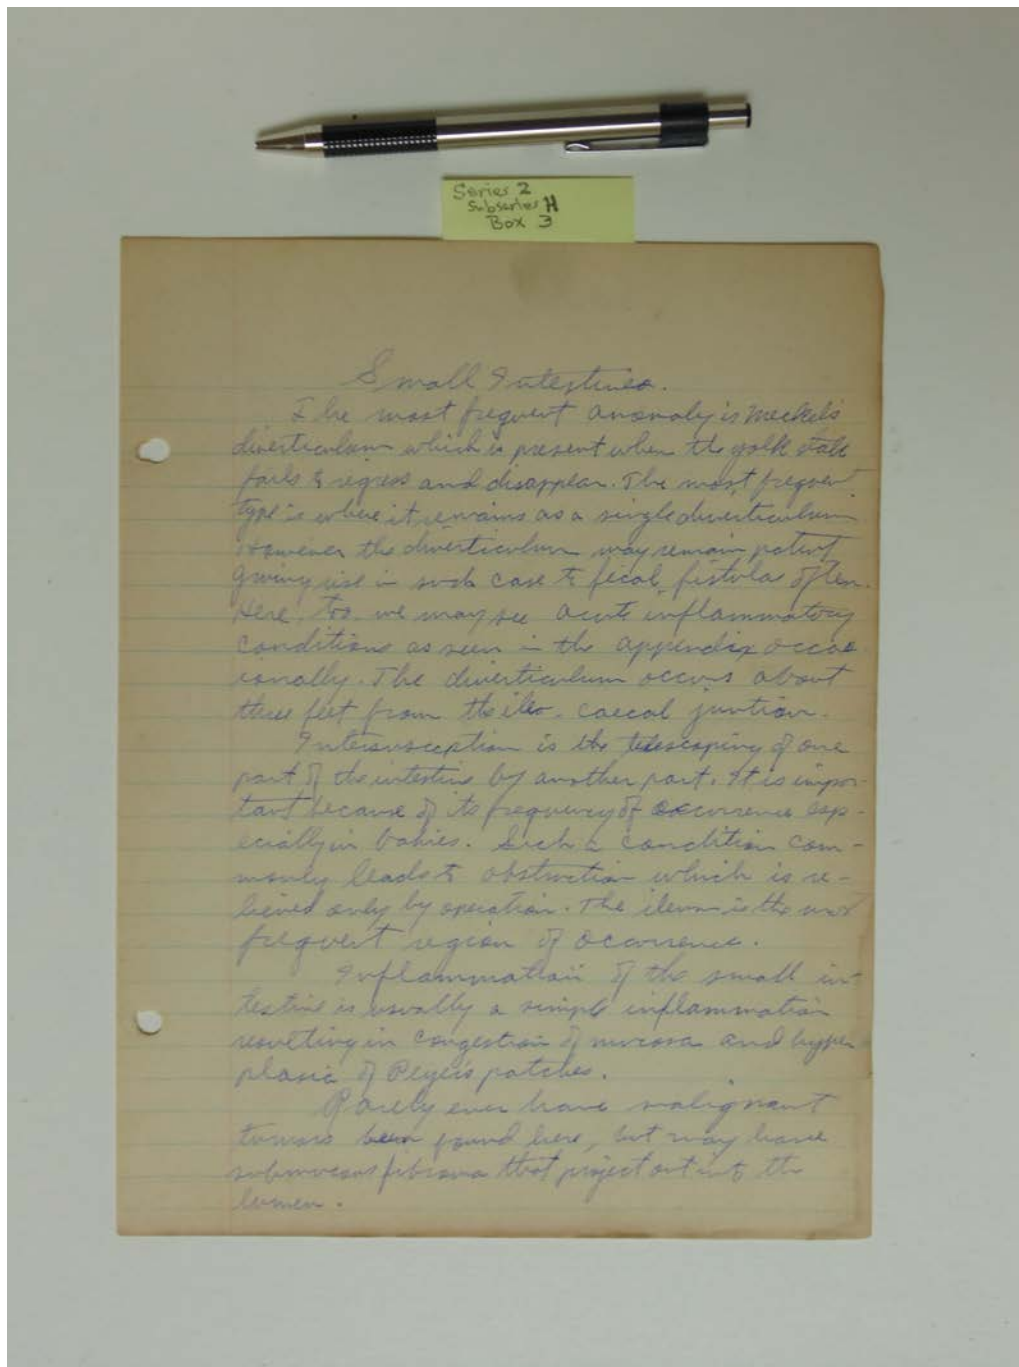 Series 2
Subseries H
Box 3
Small Intestines.
The most frequent anomaly is Meckel's
diverticulum which is present when the yolk stalk
fails to regress and disappear. The most frequent
type is where it remains as a single diverticulum
However the diverticulum may remain patent
giving rise in such case to fecal fistulas often.
Here, too we may see acute inflammatory
conditions as seen in the appendix occas-
ionally. The diverticulum occurs about
three feet from the ileo-caecal juntion.
Intersusception is the telescoping of one
part of the intestine by another part. It is impor-
tant because of its frequency of occurrence esp-
ecially in babies. Such a condition com-
monly leads to obstruction which is re-
lieved only by operation. The ileum is the most
frequent region of occurrence.
Inflammation of the small in-
testine is usually a simple inflammation
resulting in congestion of mucosa and hyper-
plasia of Peyer's patches.
Rarely ever have malignant
tumors been found here, but may have
submucous fibroma that project out into the
lumen.